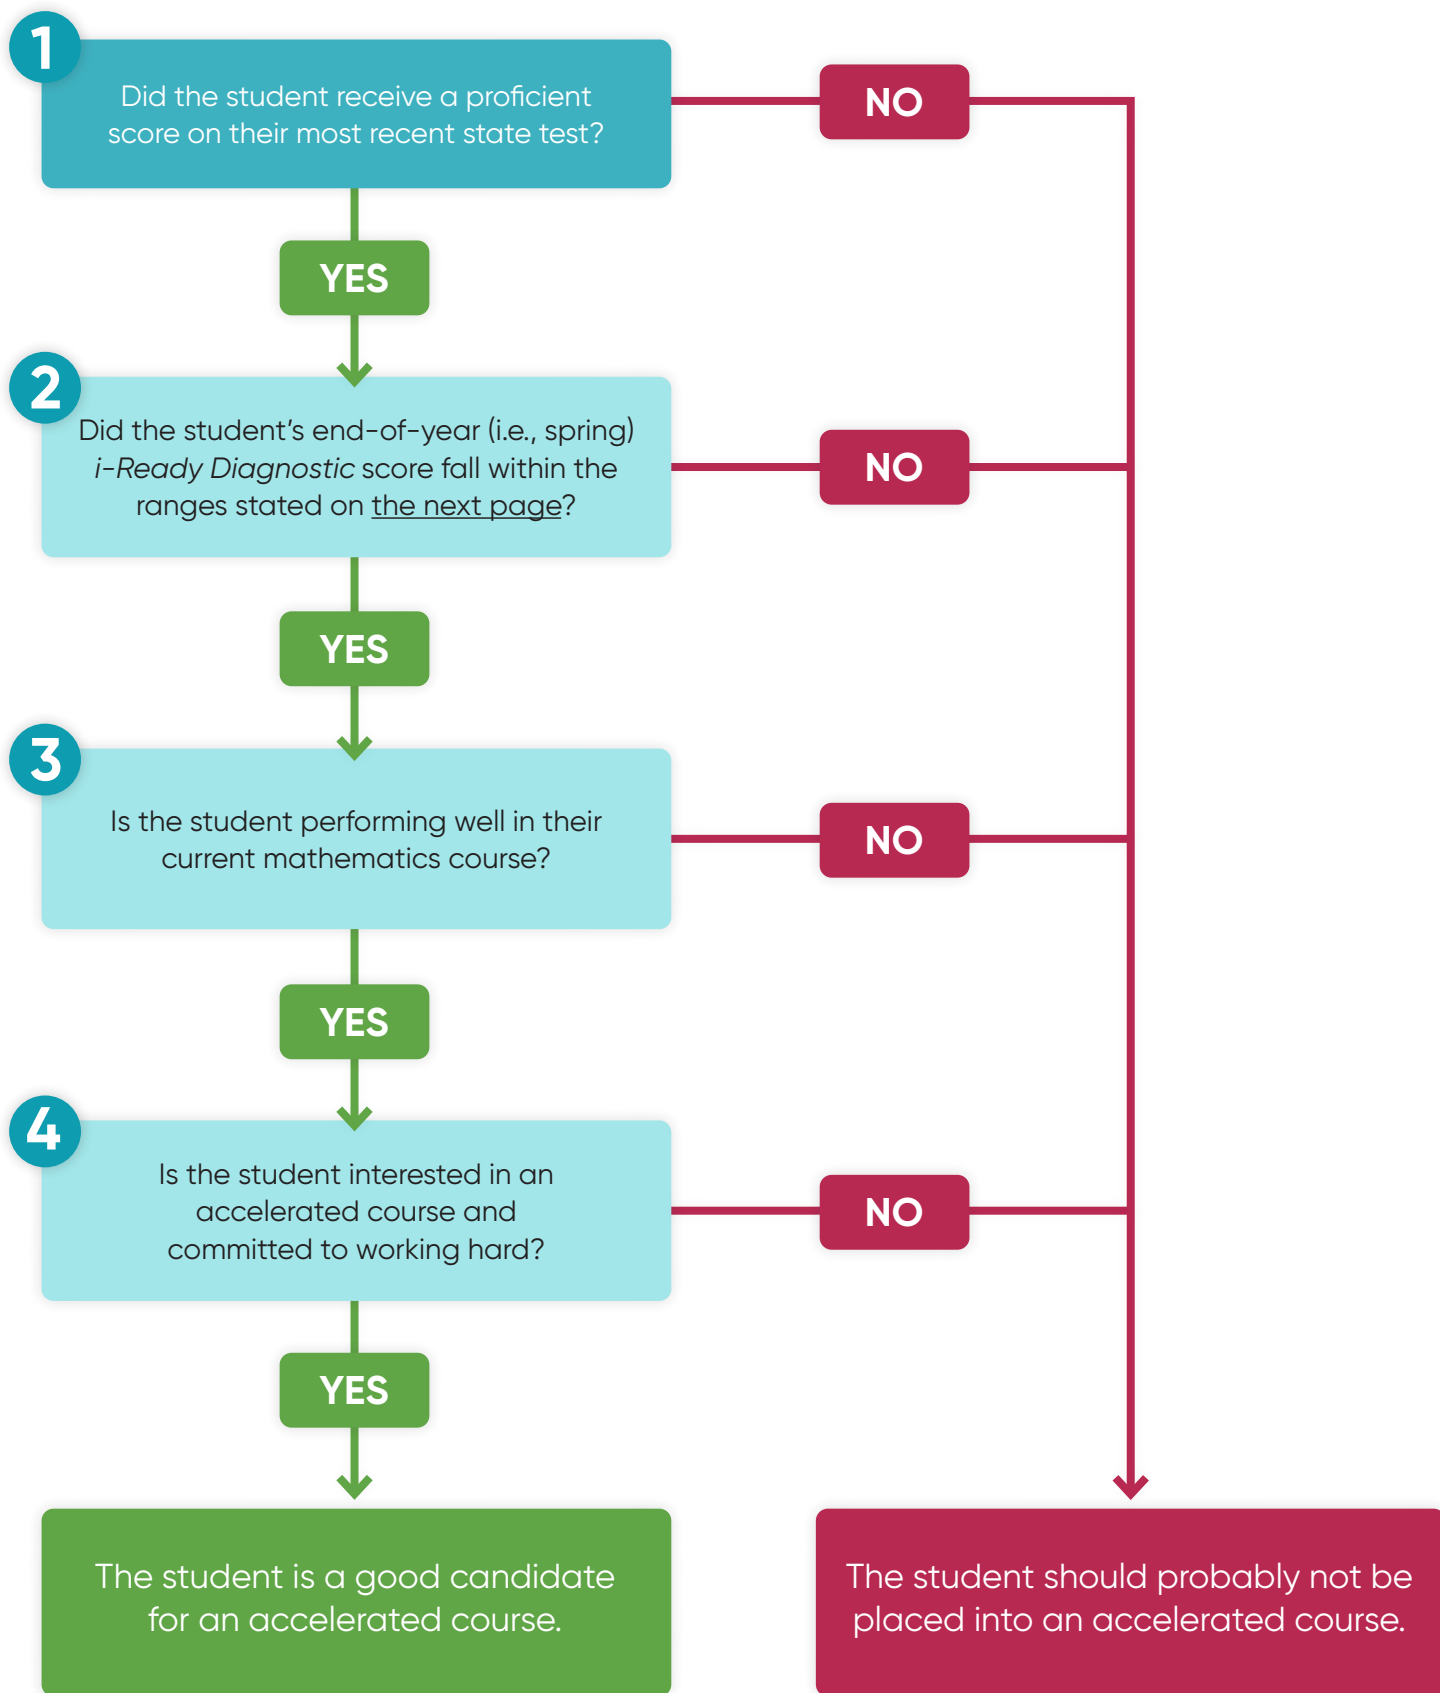 1
Did the student receive a proficient
score on their most recent state test?
NO
YES
2
Did the student's end-of-year (i.e., spring)
i-Ready Diagnostic score fall within the
ranges stated on the next page?
NO
YES
3
Is the student performing well in their
current mathematics course?
NO
YES
4
Is the student interested in an
accelerated course and
committed to working hard?
NO
YES
The student is a good candidate
for an accelerated course.
The student should probably not be
placed into an accelerated course.